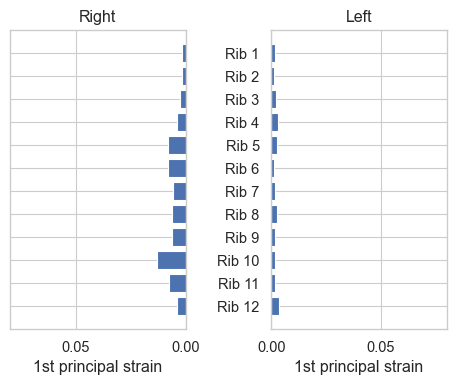 Right Left
Rib 1
Rib 2
Rib 3
Rib 4
Rib 5
Rib 6
Rib 7
Rib 8
Rib 9
Rib 10
Rib 11
Rib 12
0.05 0.00 0.00 0.05
1st principal strain 1st principal strain